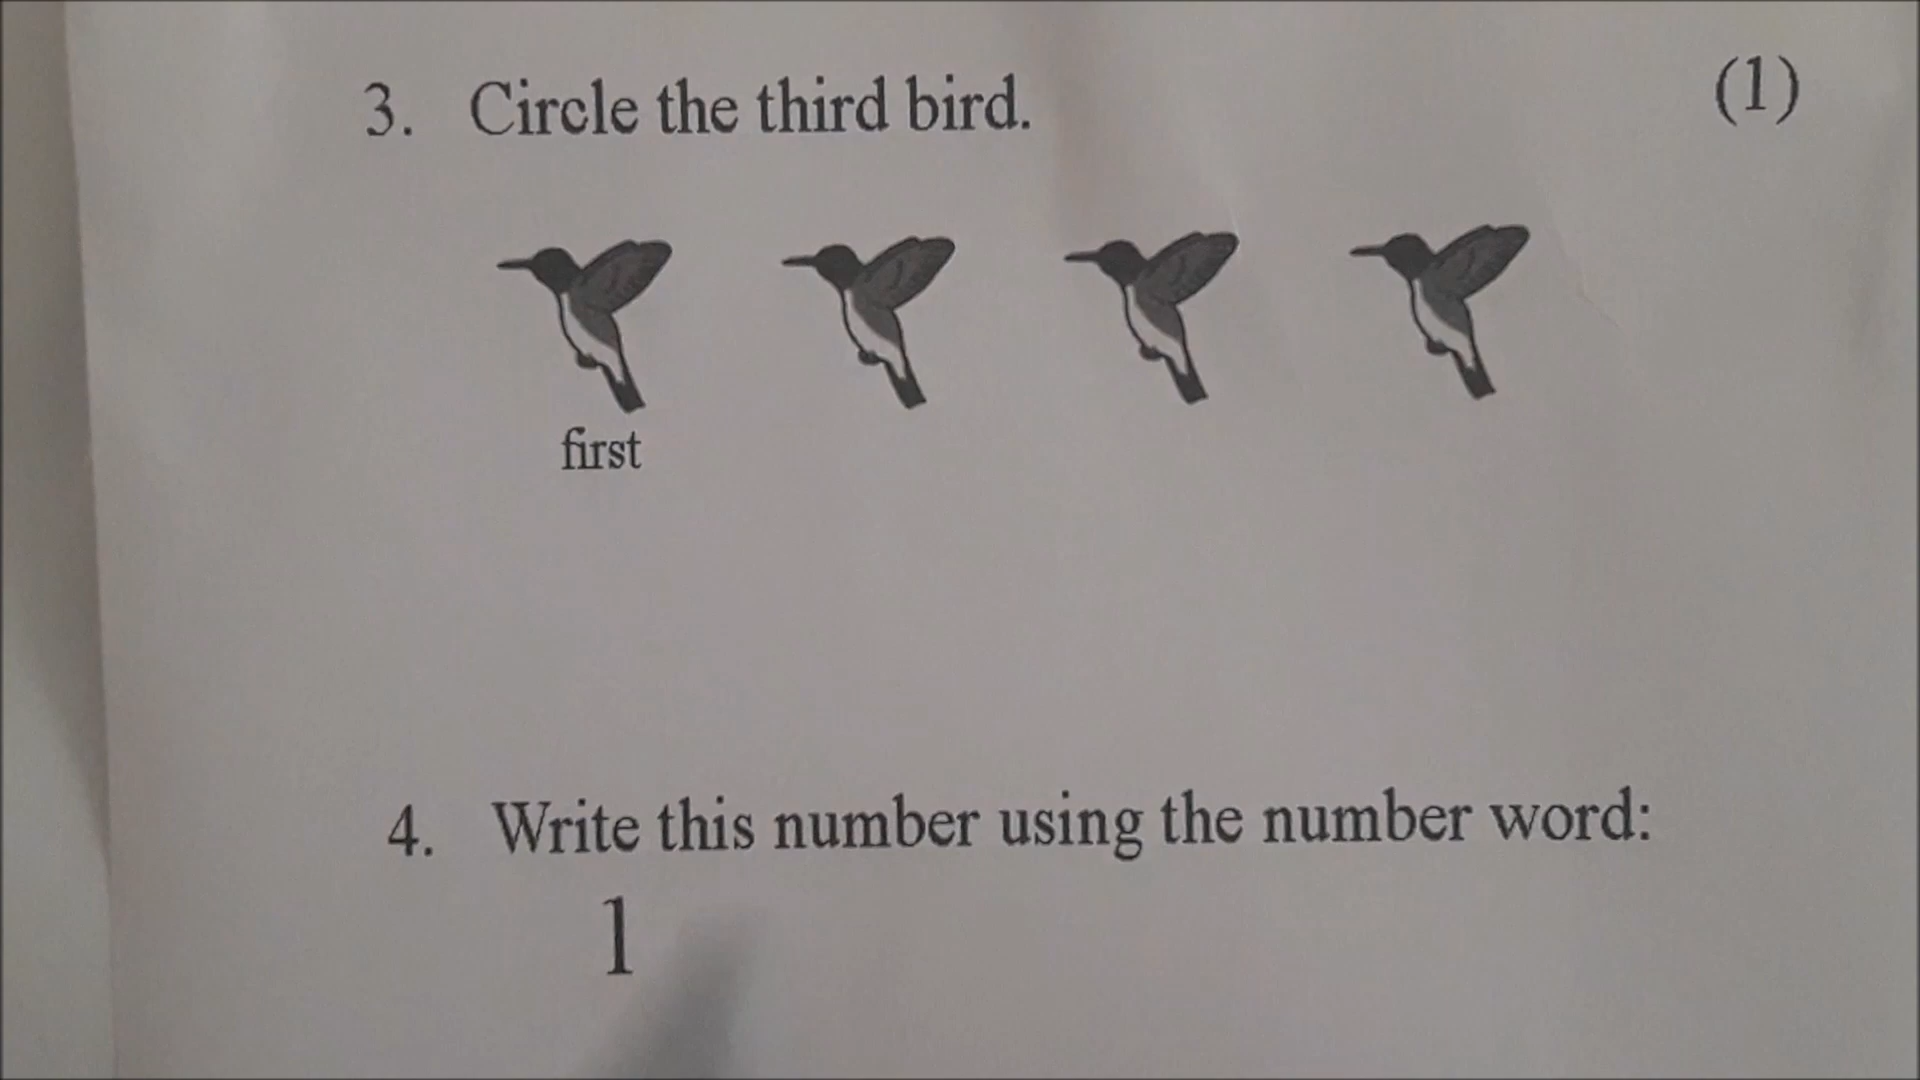 3. Circle the third bird. (1)
first
4. Write this number using the number word:
1